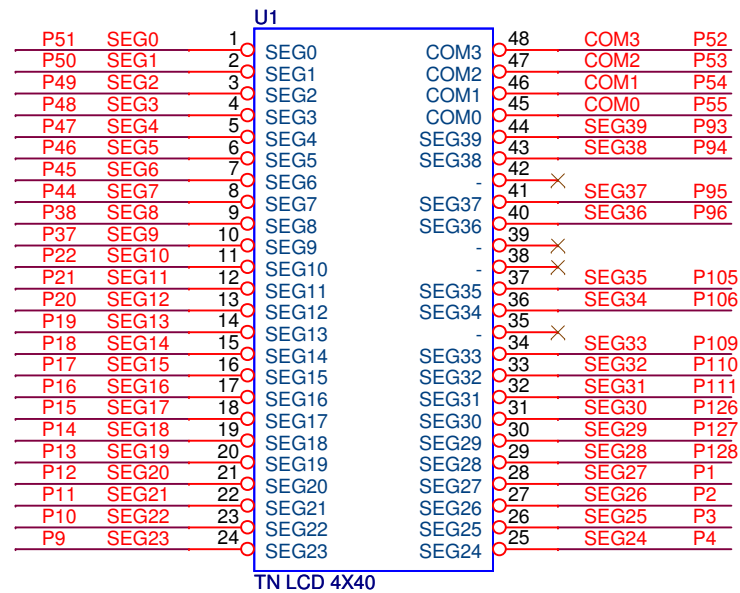 U1
P51 SEG0 1 SEG0 COM3 48 COM3 P52
P50 SEG1 2 SEG1 COM2 47 COM2 P53
P49 SEG2 3 SEG2 COM1 46 COM1 P54
P48 SEG3 4 SEG3 COM0 45 COM0 P55
P47 SEG4 5 SEG4 SEG39 44 SEG39 P93
P46 SEG5 6 SEG5 SEG38 43 SEG38 P94
P45 SEG6 7 SEG6 - 42
P44 SEG7 8 SEG7 SEG37 41 SEG37 P95
P38 SEG8 9 SEG8 SEG36 40 SEG36 P96
P37 SEG9 10 SEG9 - 39
P22 SEG10 11 SEG10 - 38
P21 SEG11 12 SEG11 SEG35 37 SEG35 P105
P20 SEG12 13 SEG12 SEG34 36 SEG34 P106
P19 SEG13 14 SEG13 - 35
P18 SEG14 15 SEG14 SEG33 34 SEG33 P109
P17 SEG15 16 SEG15 SEG32 33 SEG32 P110
P16 SEG16 17 SEG16 SEG31 32 SEG31 P111
P15 SEG17 18 SEG17 SEG30 31 SEG30 P126
P14 SEG18 19 SEG18 SEG29 30 SEG29 P127
P13 SEG19 20 SEG19 SEG28 29 SEG28 P128
P12 SEG20 21 SEG20 SEG27 28 SEG27 P1
P11 SEG21 22 SEG21 SEG26 27 SEG26 P2
P10 SEG22 23 SEG22 SEG25 26 SEG25 P3
P9 SEG23 24 SEG23 SEG24 25 SEG24 P4
TN LCD 4X40